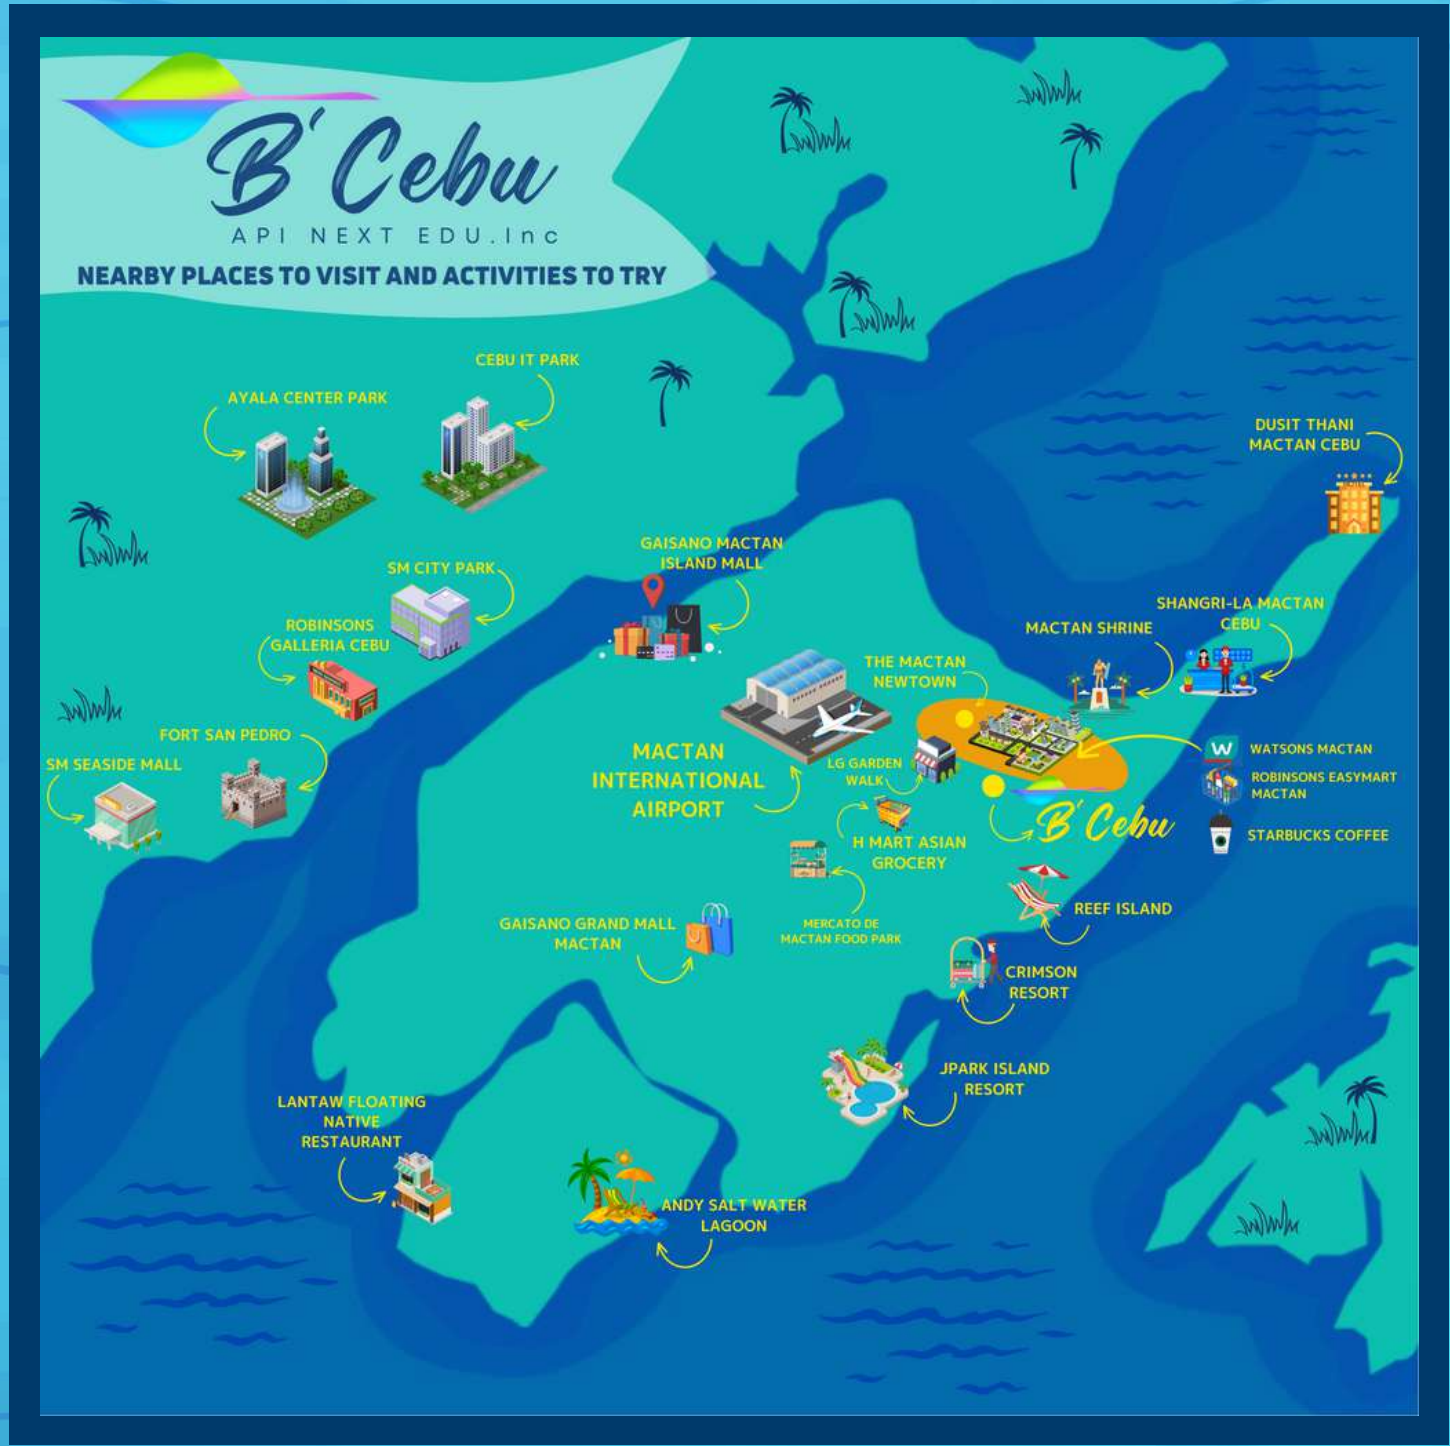 B' Cebu
API NEXT EDU.Inc
NEARBY PLACES TO VISIT AND ACTIVITIES TO TRY
CEBU IT PARK
AYALA CENTER PARK
DUSIT THANI
MACTAN CEBU
HOTEL
GAISANO MACTAN
ISLAND MALL
SM CITY PARK
ROBINSONS
GALLERIA CEBU
SHANGRI-LA MACTAN
CEBU
MACTAN SHRINE
THE MACTAN
NEWTOWN
FORT SAN PEDRO
SM SEASIDE MALL
MACTAN
INTERNATIONAL
AIRPORT
LG GARDEN
WALK
W
WATSONS MACTAN
ROBINSONS EASYMART
MACTAN
STARBUCKS COFFEE
B' Cebu
H MART ASIAN
GROCERY
MERCATO DE
MACTAN FOOD PARK
GAISANO GRAND MALL
MACTAN
REEF ISLAND
CRIMSON
RESORT
JPARK ISLAND
RESORT
LANTAW FLOATING
NATIVE
RESTAURANT
ANDY SALT WATER
LAGOON